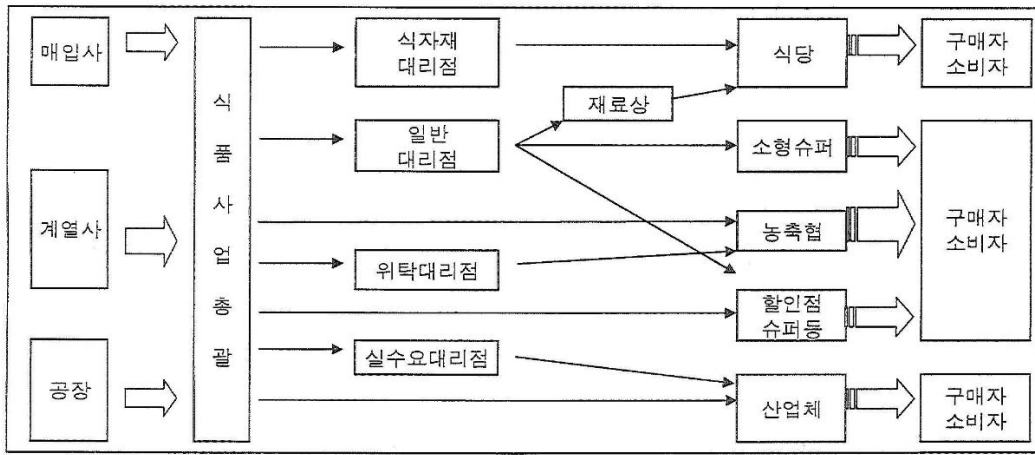 매입사
계열사
공장
식
품
사
업
총
괄
식자재
대리점
일반
대리점
위탁대리점
실수요대리점
재료상
식당
소형슈퍼
농축협
할인점
슈퍼등
산업체
구매자
소비자
구매자
소비자
구매자
소비자